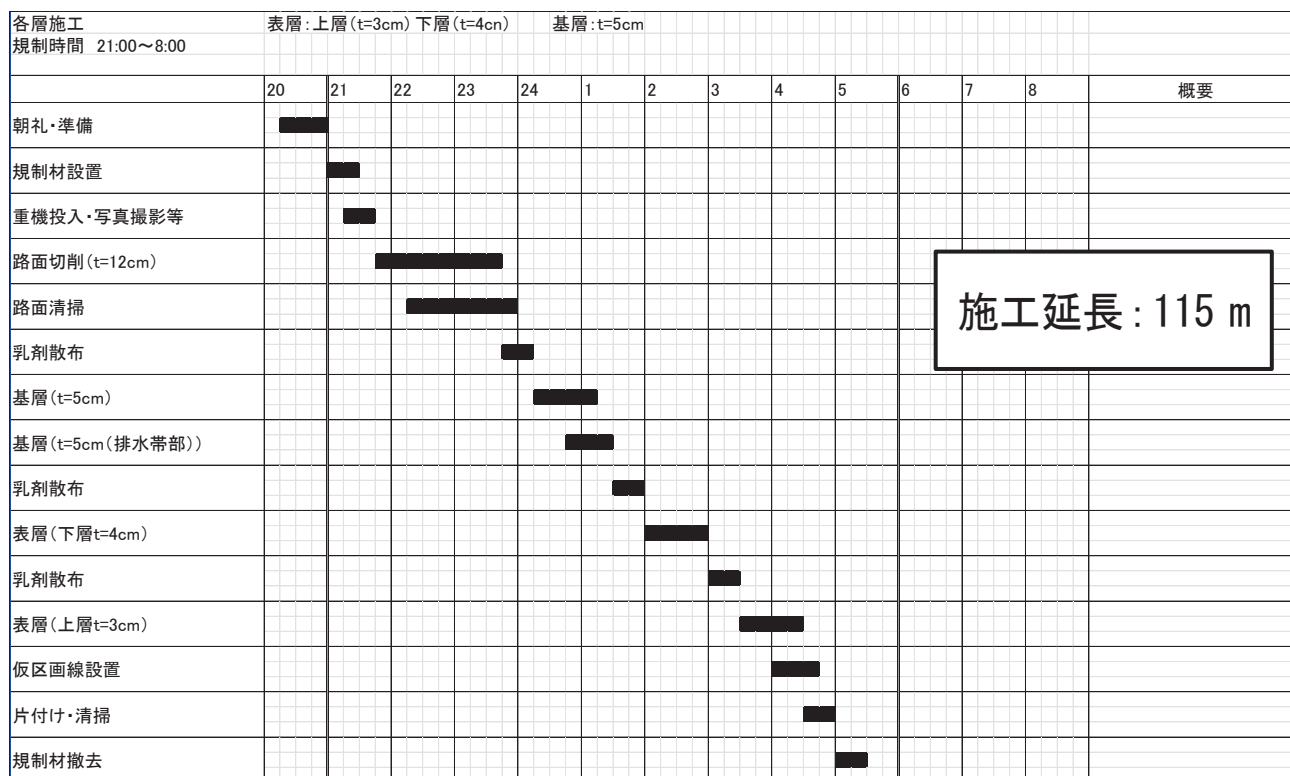 各層施工 表層:上層(t=3cm) 下層(t=4cn) 基層:t=5cm
規制時間 21:00～8:00
20 21 22 23 24 1 2 3 4 5 6 7 8 概要
朝礼・準備
規制材設置
重機投入・写真撮影等
路面切削(t=12cm)
路面清掃
施工延長:115 m
乳剤散布
基層(t=5cm)
基層(t=5cm(排水帯部))
乳剤散布
表層(下層t=4cm)
乳剤散布
表層(上層t=3cm)
仮区画線設置
片付け・清掃
規制材撤去